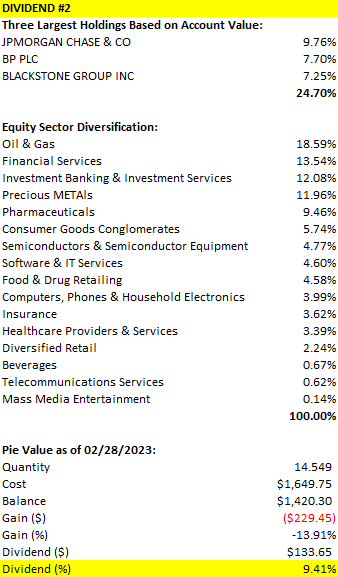 DIVIDEND #2
Three Largest Holdings Based on Account Value:
JPMORGAN CHASE & CO 9.76%
BP PLC 7.70%
BLACKSTONE GROUP INC 7.25%
24.70%
Equity Sector Diversification:
Oil & Gas 18.59%
Financial Services 13.54%
Investment Banking & Investment Services 12.08%
Precious METAls 11.96%
Pharmaceuticals 9.46%
Consumer Goods Conglomerates 5.74%
Semiconductors & Semiconductor Equipment 4.77%
Software & IT Services 4.60%
Food & Drug Retailing 4.58%
Computers, Phones & Household Electronics 3.99%
Insurance 3.62%
Healthcare Providers & Services 3.39%
Diversified Retail 2.24%
Beverages 0.67%
Telecommunications Services 0.62%
Mass Media Entertainment 0.14%
100.00%
Pie Value as of 02/28/2023:
Quantity 14.549
Cost $1,649.75
Balance $1,420.30
Gain ($) ($229.45)
Gain (%) -13.91%
Dividend ($) $133.65
Dividend (%) 9.41%